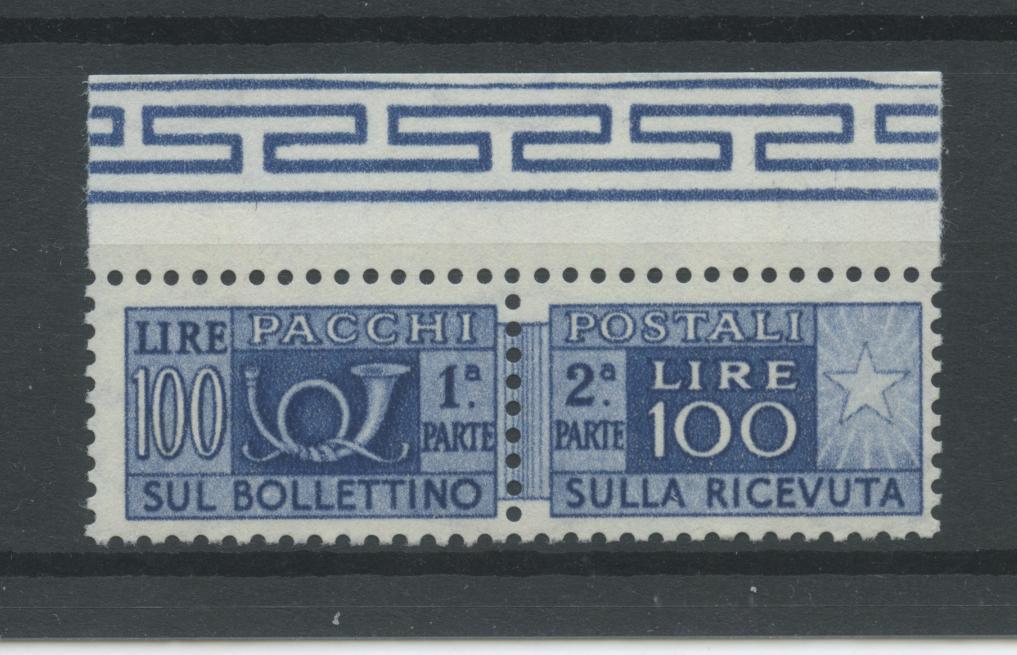 LIRE PACCHI
100 1.ª
PARTE
SUL BOLLETTINO
POSTALI
2.ª LIRE
PARTE 100
SULLA RICEVUTA